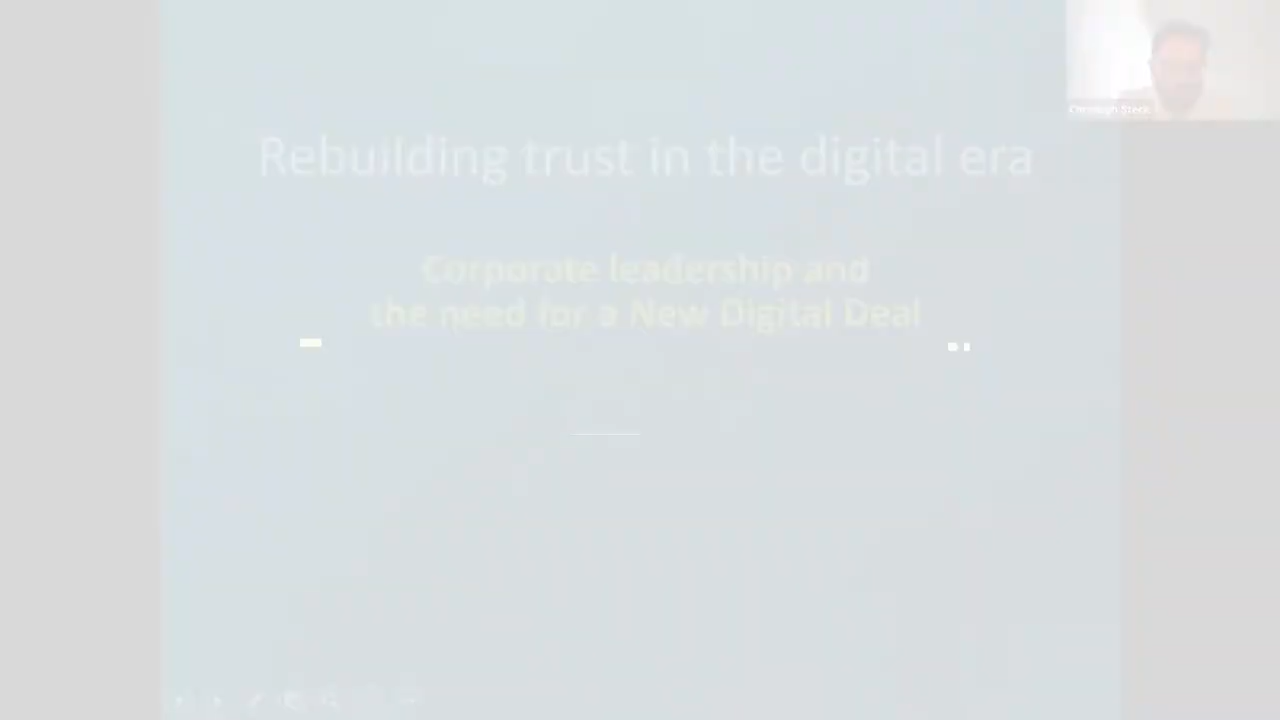 Christoph Steck
Rebuilding trust in the digital era
Corporate leadership and
the need for a New Digital Deal